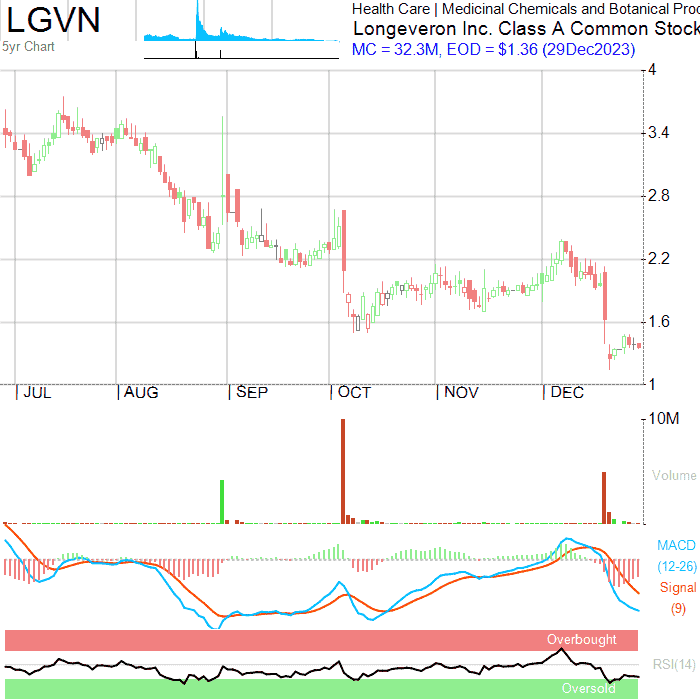 LGVN
5yr Chart
Health Care | Medicinal Chemicals and Botanical Proc
Longeveron Inc. Class A Common Stock
MC = 32.3M, EOD = $1.36 (29Dec2023)
4
3.4
2.8
2.2
1.6
1
JUL AUG SEP OCT NOV DEC
10M
Volume
MACD
(12-26)
Signal
(9)
Overbought
RSI(14)
Oversold